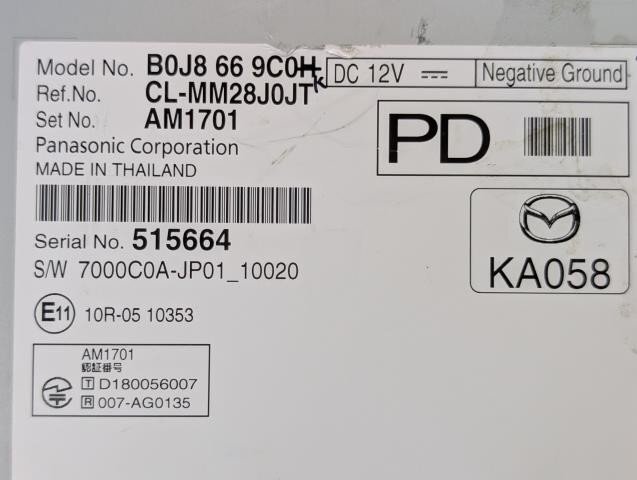 Model No. B0J8 66 9C0H
K
DC 12V
Negative Ground
Ref.No. CL-MM28J0JT
Set No. AM1701
PD
Panasonic Corporation
MADE IN THAILAND
Serial No. 515664
S/W 7000C0A-JP01_10020
KA058
E11 10R-05 10353
AM1701
認証番号
T D180056007
R 007-AG0135